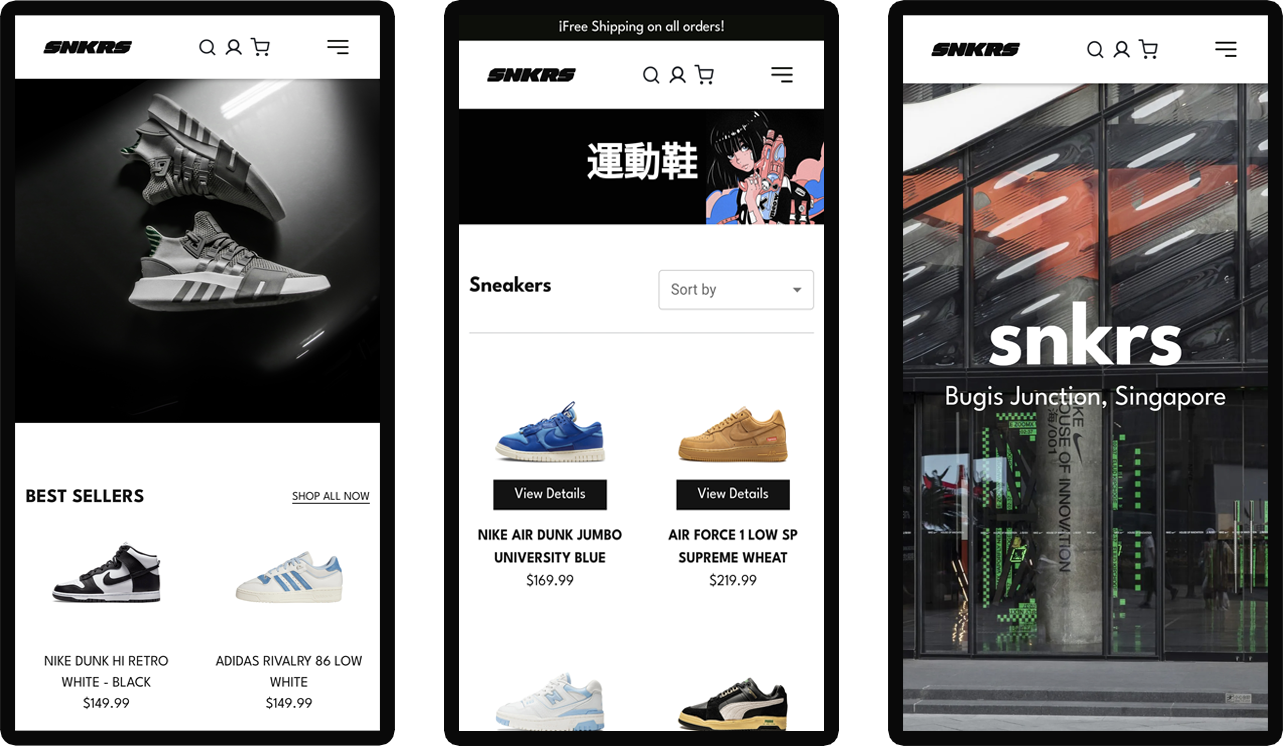 SNKRS
BEST SELLERS
SHOP ALL NOW
NIKE DUNK HI RETRO
WHITE - BLACK
$149.99
ADIDAS RIVALRY 86 LOW
WHITE
$149.99
¡Free Shipping on all orders!
SNKRS
運動鞋
Sneakers
Sort by
View Details
NIKE AIR DUNK JUMBO
UNIVERSITY BLUE
$169.99
View Details
AIR FORCE 1 LOW SP
SUPREME WHEAT
$219.99
SNKRS
snkrs
Bugis Junction, Singapore
HOUSE OF INNOVATION